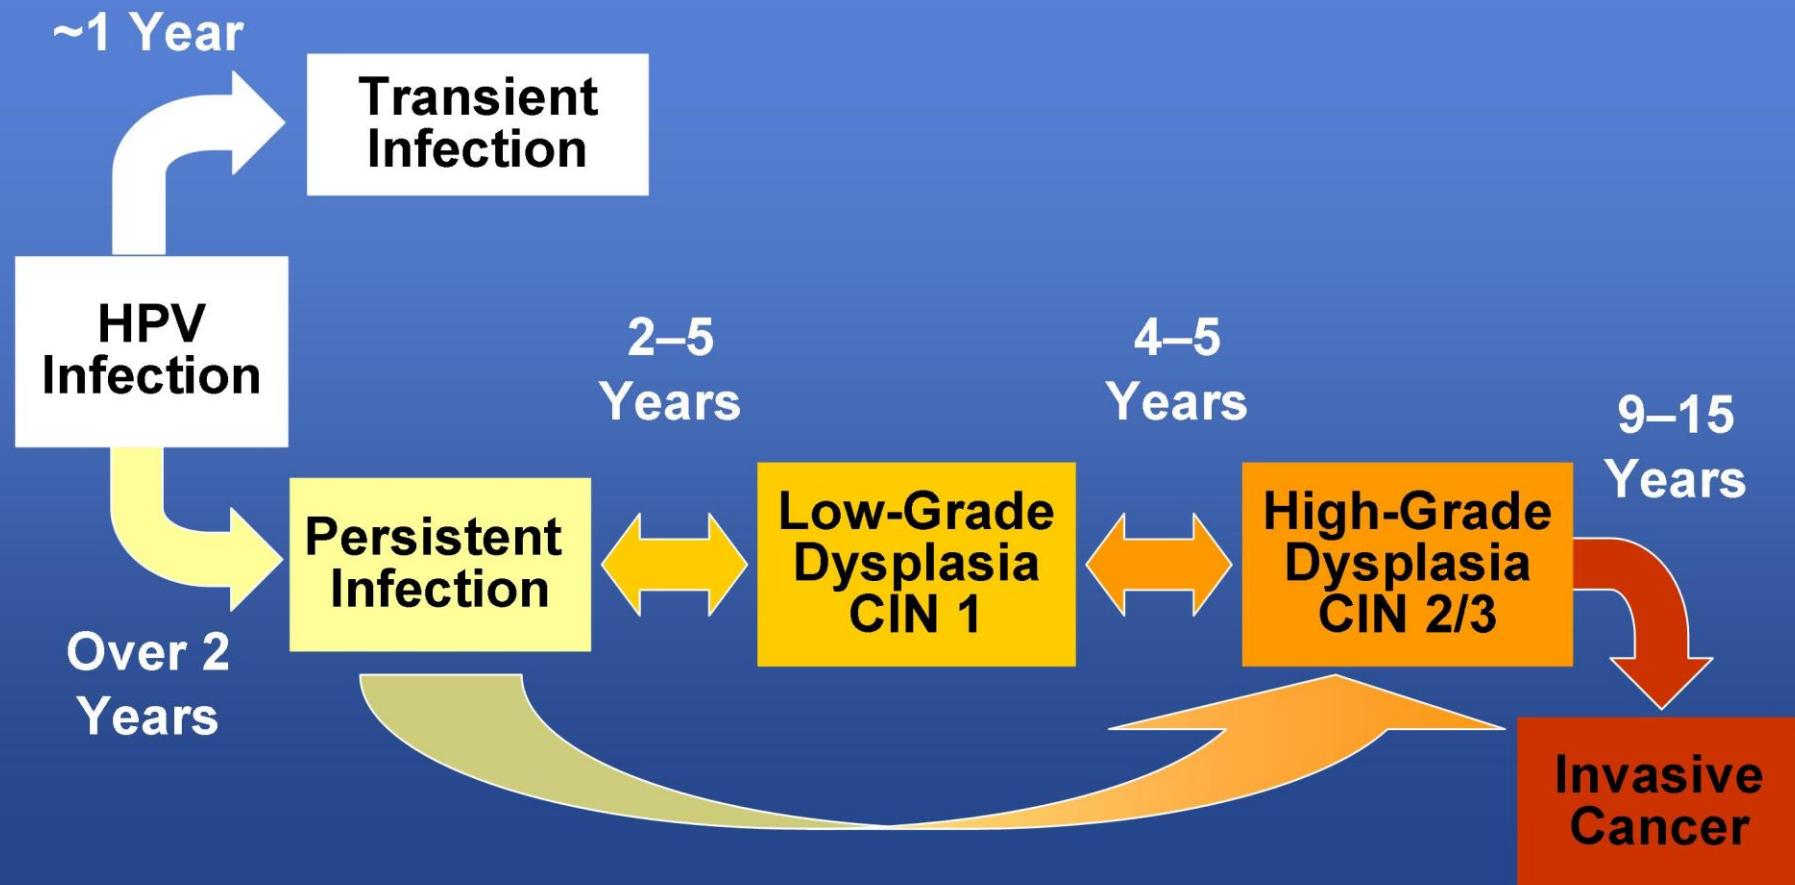 ~1 Year
Transient
Infection
HPV
Infection
2–5
Years
4–5
Years
9–15
Years
Persistent
Infection
Low-Grade
Dysplasia
CIN 1
High-Grade
Dysplasia
CIN 2/3
Over 2
Years
Invasive
Cancer